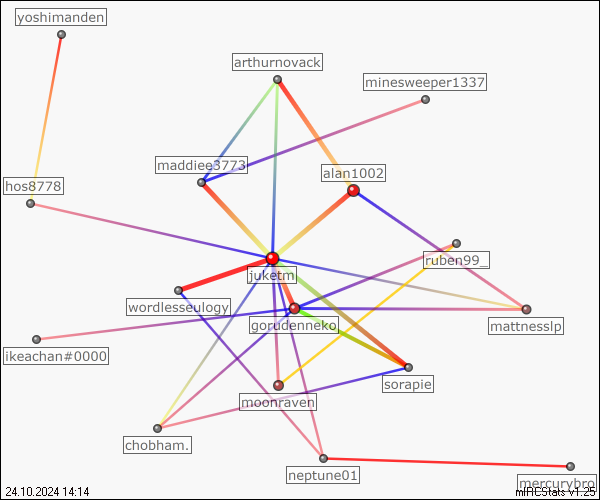 yoshimanden
arthurnovack
minesweeper1337
maddiee3773
alan1002
hos8778
ruben99_
juketm
wordlesseulogy
gorudenneko
mattnesslp
ikeachan#0000
sorapie
moonraven
chobham.
neptune01
mercurybro
24.10.2024 14:14
mIRCStats v1.25